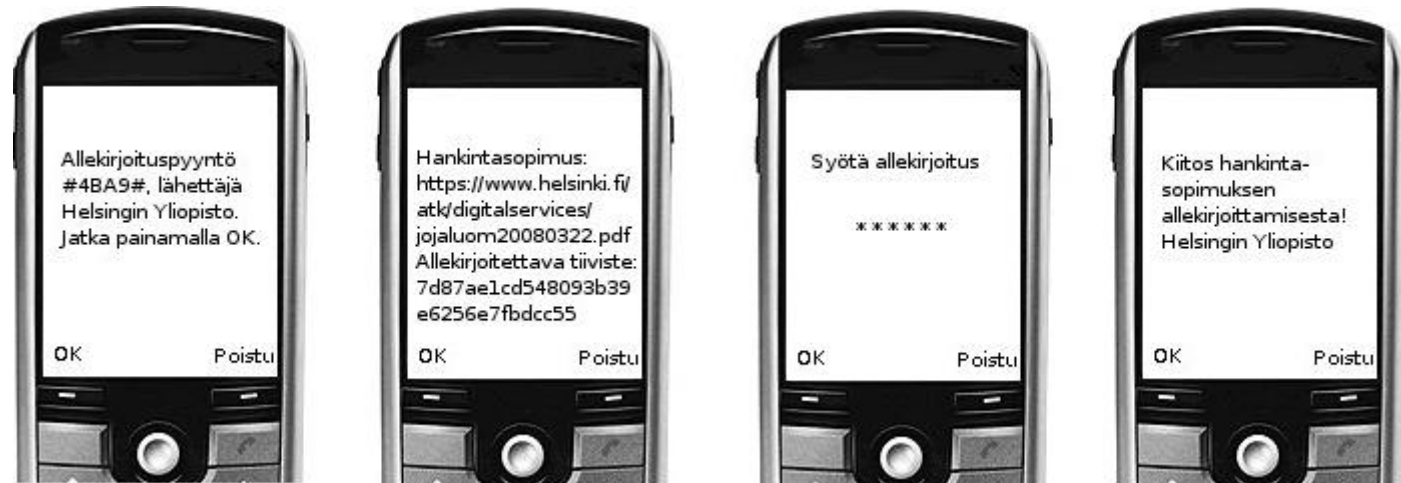 Allekirjoituspyyntö
#4BA9#, lähettäjä
Helsingin Yliopisto.
Jatka painamalla OK.
OK Poistu
Hankintasopimus:
https://www.helsinki.fi/
atk/digitalservices/
jojaluom20080322.pdf
Allekirjoitettava tiiviste:
7d87ae1cd548093b39
e6256e7fbdcc55
OK Poistu
Syötä allekirjoitus
******
OK Poistu
Kiitos hankinta-
sopimuksen
allekirjoittamisesta!
Helsingin Yliopisto
OK Poistu